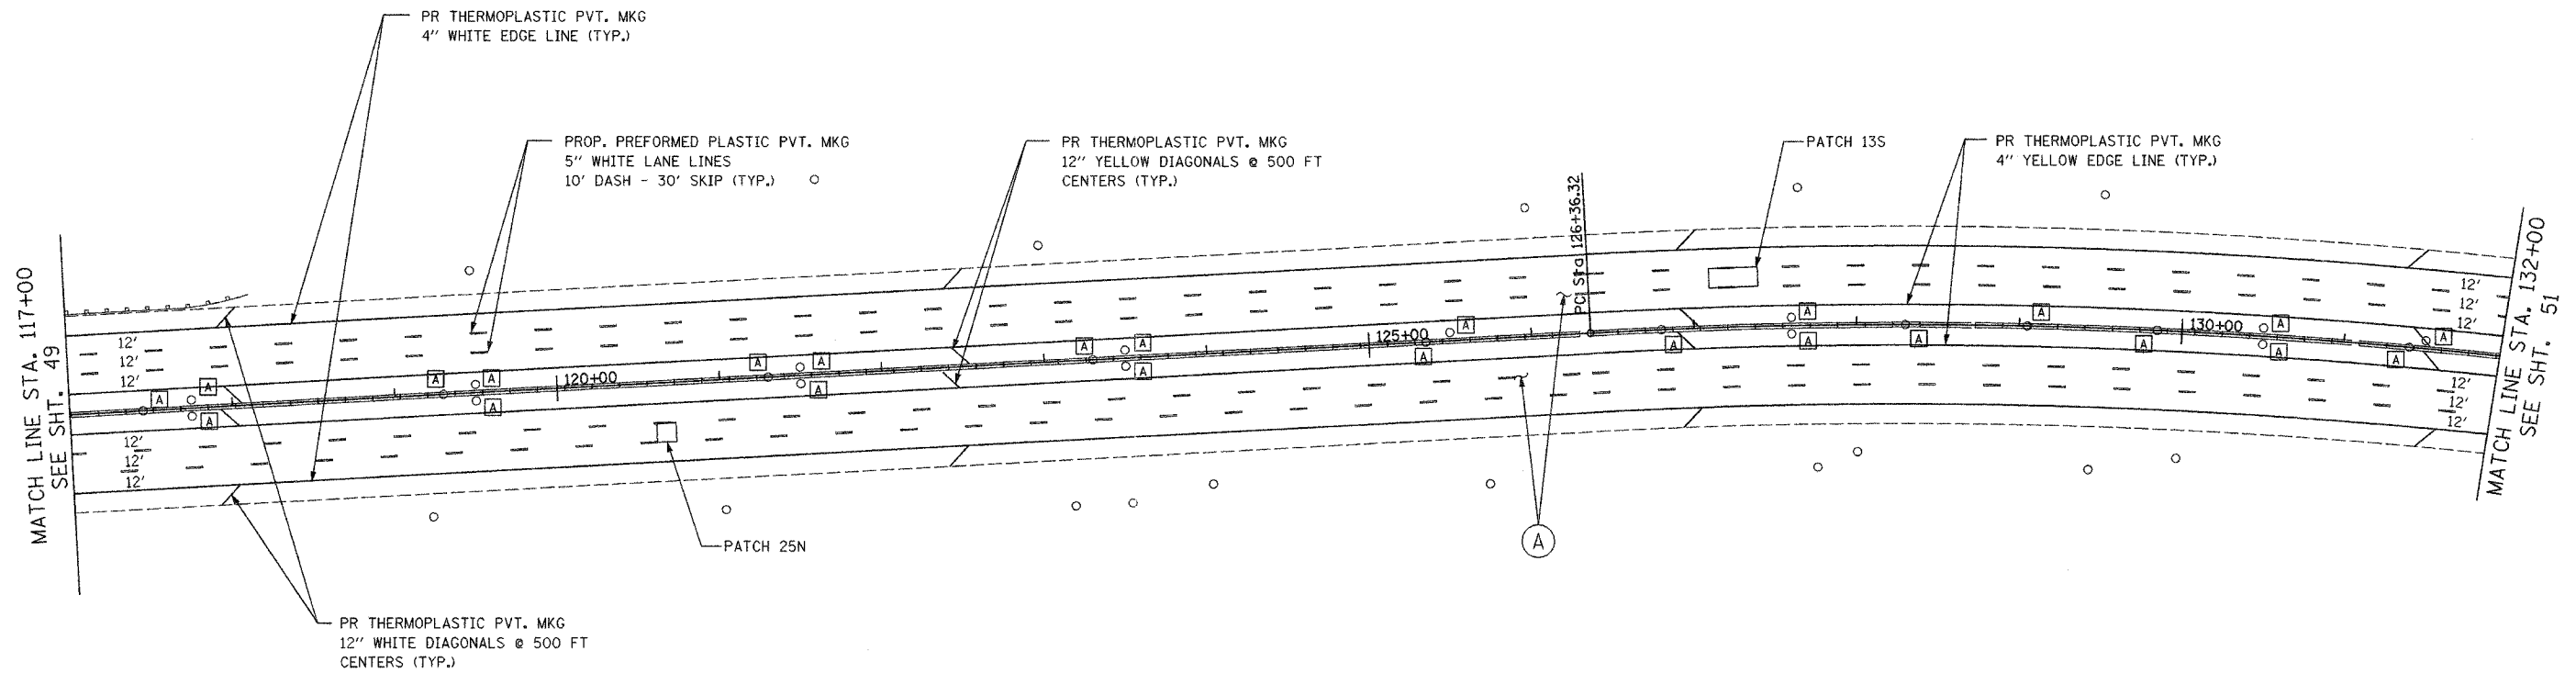 PR THERMOPLASTIC PVT. MKG
4" WHITE EDGE LINE (TYP.)
PROP. PREFORMED PLASTIC PVT. MKG
5" WHITE LANE LINES
10' DASH - 30' SKIP (TYP.)
PR THERMOPLASTIC PVT. MKG
12" YELLOW DIAGONALS @ 500 FT
CENTERS (TYP.)
PATCH 13S
PR THERMOPLASTIC PVT. MKG
4" YELLOW EDGE LINE (TYP.)
PC Sta 126+36.32
MATCH LINE STA. 117+00
SEE SHT. 49
12'
12'
12'
12'
12'
12'
A
A
A
A
A
A
120+00
A
A
A
A
A
A
125+00
A
A
A
A
A
A
A
A
130+00
A
A
A
A
12'
12'
12'
12'
12'
12'
MATCH LINE STA. 132+00
SEE SHT. 51
PATCH 25N
A
PR THERMOPLASTIC PVT. MKG
12" WHITE DIAGONALS @ 500 FT
CENTERS (TYP.)